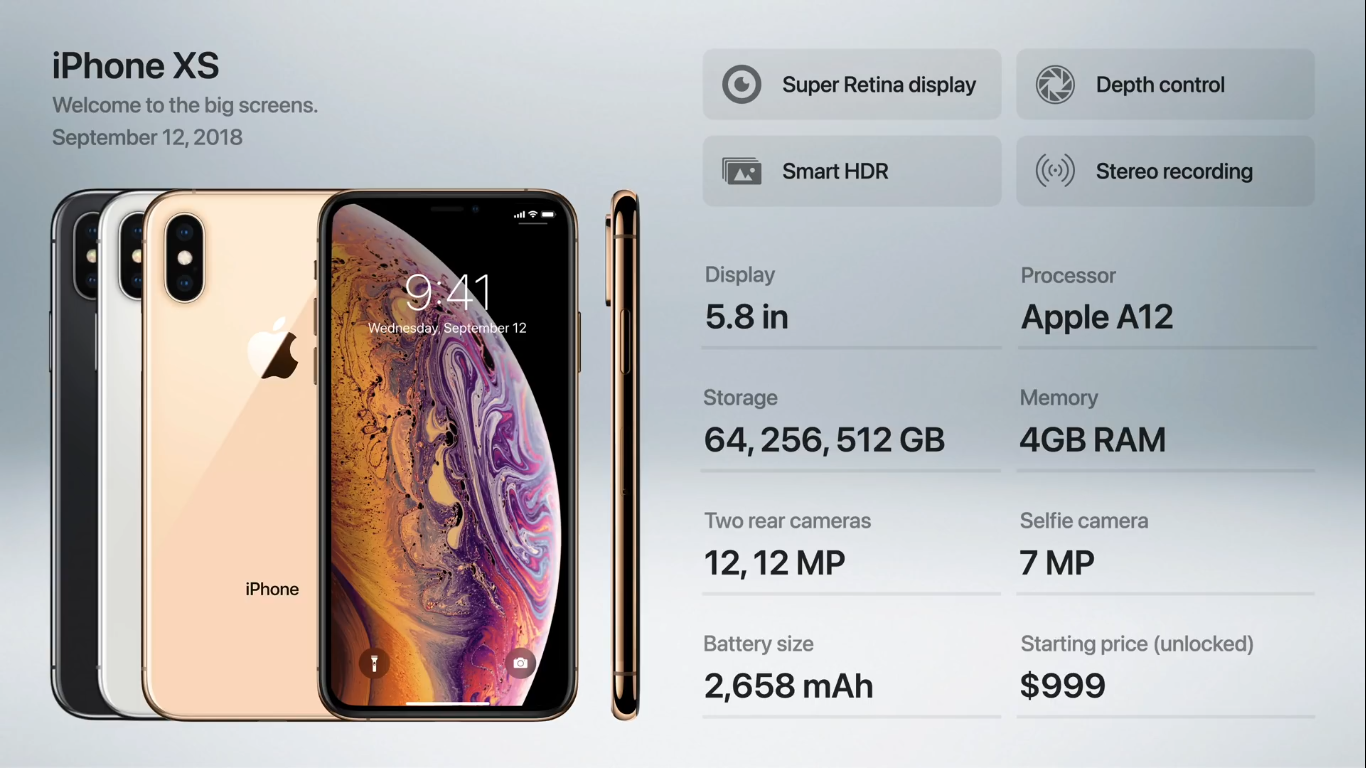 iPhone XS
Welcome to the big screens.
September 12, 2018
9:41
Wednesday, September 12
iPhone
Super Retina display
Depth control
Smart HDR
Stereo recording
Display
5.8 in
Processor
Apple A12
Storage
64, 256, 512 GB
Memory
4GB RAM
Two rear cameras
12, 12 MP
Selfie camera
7 MP
Battery size
2,658 mAh
Starting price (unlocked)
$999